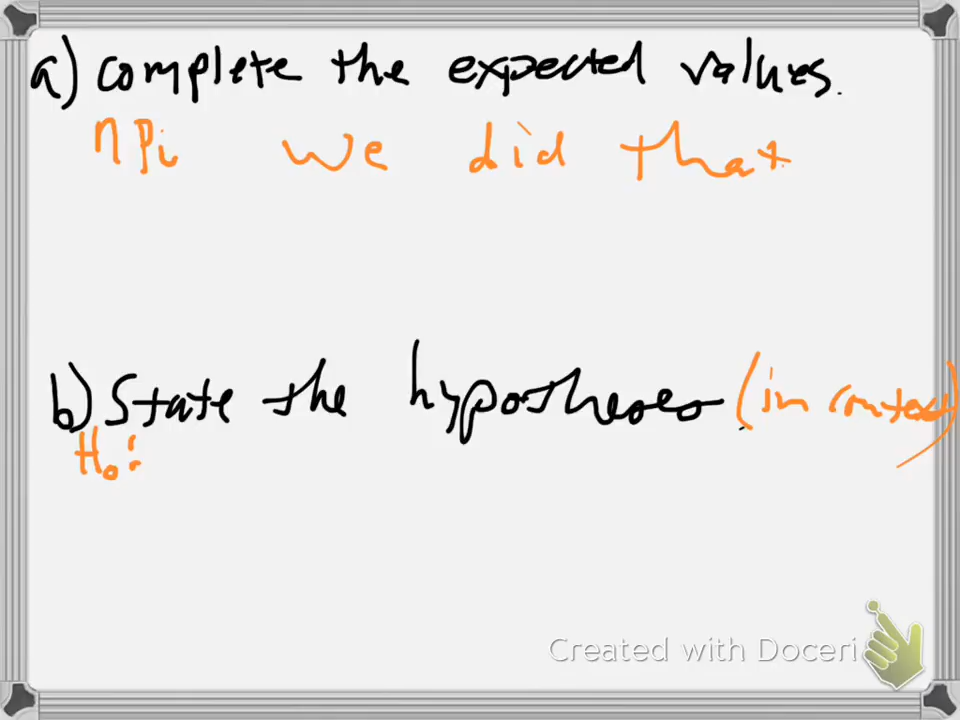 a) complete the expected values.
npi we did that
b) State the hypotheses (in context)
H₀:
Created with Doceri